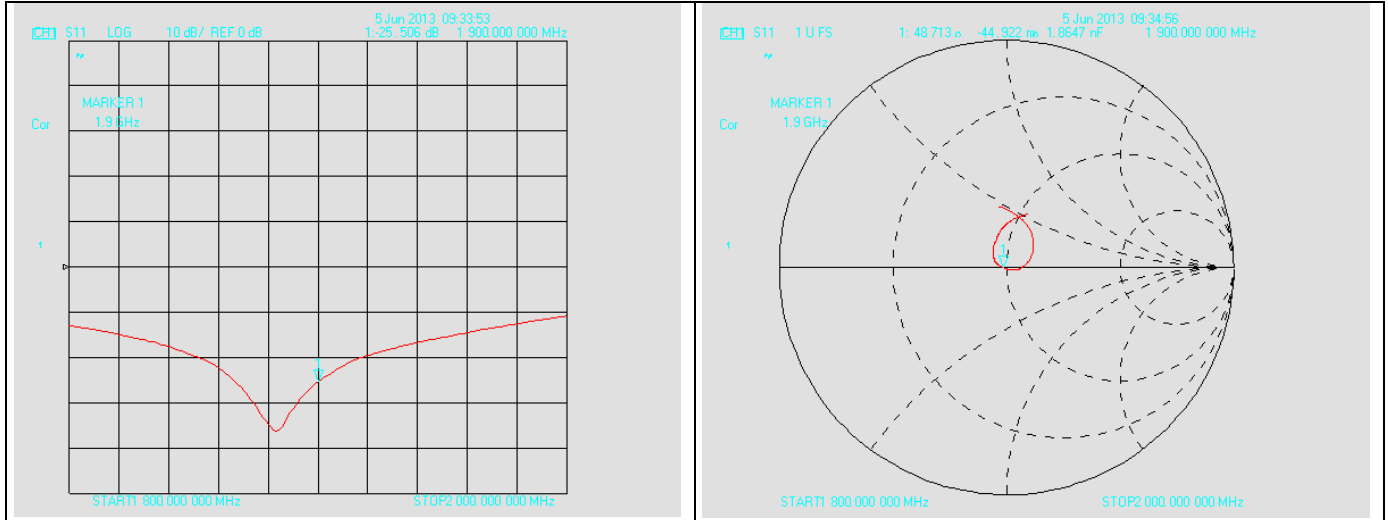 5 Jun 2013 09:33:53
CH1 S11 LOG 10 dB/ REF 0 dB 1:-25.506 dB 1 900.000 000 MHz
MARKER 1
Cor 1.9 GHz
1
1
START1 800.000 000 MHz STOP2 000.000 000 MHz
5 Jun 2013 09:34:56
CH1 S11 1 U FS 1: 48.713 -44.922 1.8647 nF 1 900.000 000 MHz
MARKER 1
Cor 1.9 GHz
1
1
START1 800.000 000 MHz STOP2 000.000 000 MHz